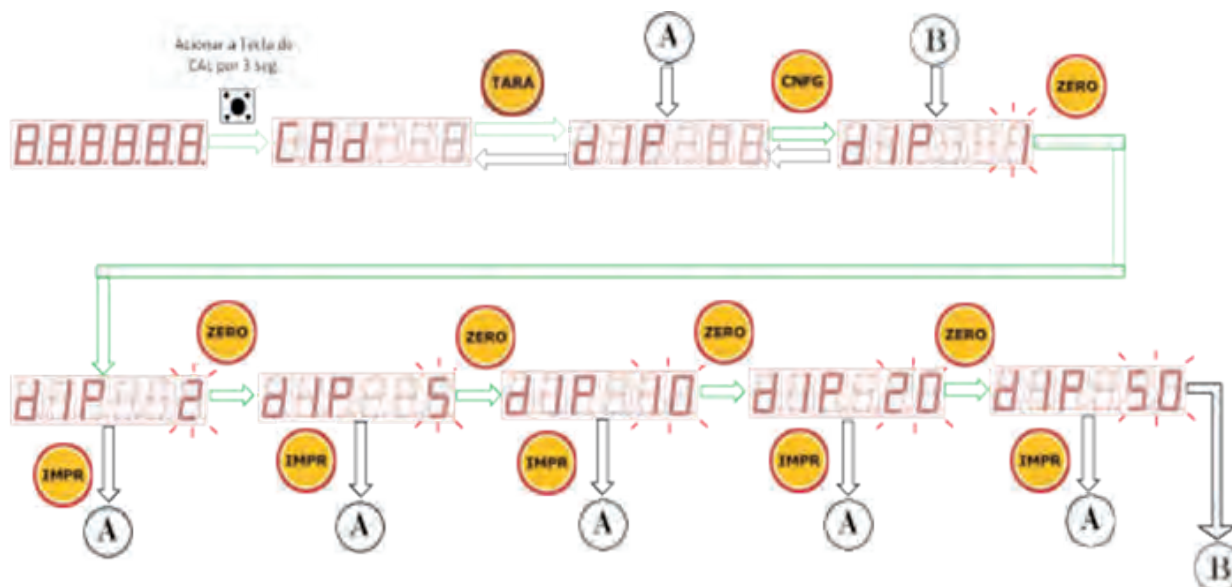 Acionar a Tecla de
CAL por 3 seg.
A
B
TARA
CNFG
ZERO
8.8.8.8.8.8.
CAd
dIP
dIP 1
ZERO
ZERO
ZERO
ZERO
dIP 2
dIP 5
dIP 10
dIP 20
dIP 50
IMPR
IMPR
IMPR
IMPR
IMPR
A
A
A
A
A
B